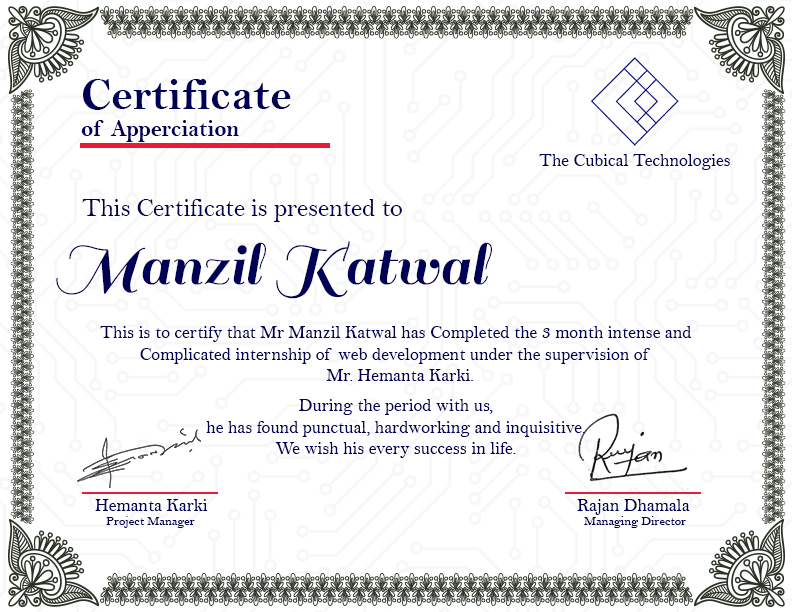 Certificate
of Apperciation
The Cubical Technologies
This Certificate is presented to
Manzil Katwal
This is to certify that Mr Manzil Katwal has Completed the 3 month intense and
Complicated internship of web development under the supervision of
Mr. Hemanta Karki.
During the period with us,
he has found punctual, hardworking and inquisitive.
We wish his every success in life.
Rujan
Hemanta Karki
Project Manager
Rajan Dhamala
Managing Director